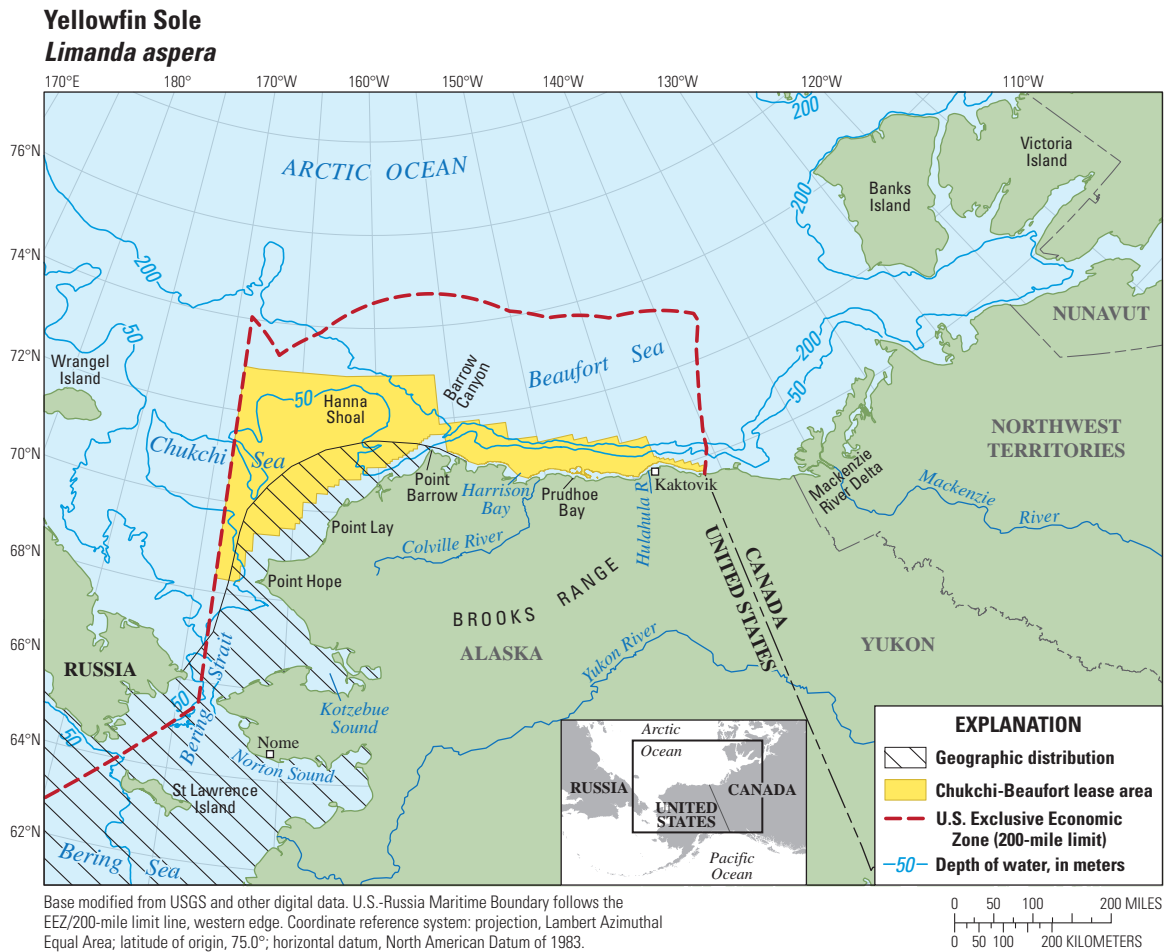 Yellowfin Sole
Limanda aspera
170°E
180°
170°W
160°W
150°W
140°W
130°W
120°W
110°W
76°N
74°N
72°N
70°N
68°N
66°N
64°N
62°N
200
Victoria
Island
Banks
Island
ARCTIC OCEAN
200
200
50
NUNAVUT
Wrangel
Island
Beaufort Sea
200
50
Barrow
Canyon
50
Hanna
Shoal
Chukchi
Sea
NORTHWEST
TERRITORIES
Point
Barrow
Harrison
Bay
Prudhoe
Bay
Hulahula R
Kaktovik
Mackenzie
River Delta
Mackenzie
River
Point Lay
Colville River
Point Hope
BROOKS RANGE
CANADA
UNITED STATES
ALASKA
YUKON
RUSSIA
Yukon River
Bering Strait
50
50
Kotzebue
Sound
Nome
Norton Sound
St Lawrence
Island
Bering Sea
Arctic
Ocean
RUSSIA
UNITED
STATES
CANADA
Pacific
Ocean
EXPLANATION
Geographic distribution
Chukchi-Beaufort lease area
U.S. Exclusive Economic
Zone (200-mile limit)
50
Depth of water, in meters
Base modified from USGS and other digital data. U.S.-Russia Maritime Boundary follows the
EEZ/200-mile limit line, western edge. Coordinate reference system: projection, Lambert Azimuthal
Equal Area; latitude of origin, 75.0°; horizontal datum, North American Datum of 1983.
0 50 100 200 MILES
0 50 100 200 KILOMETERS